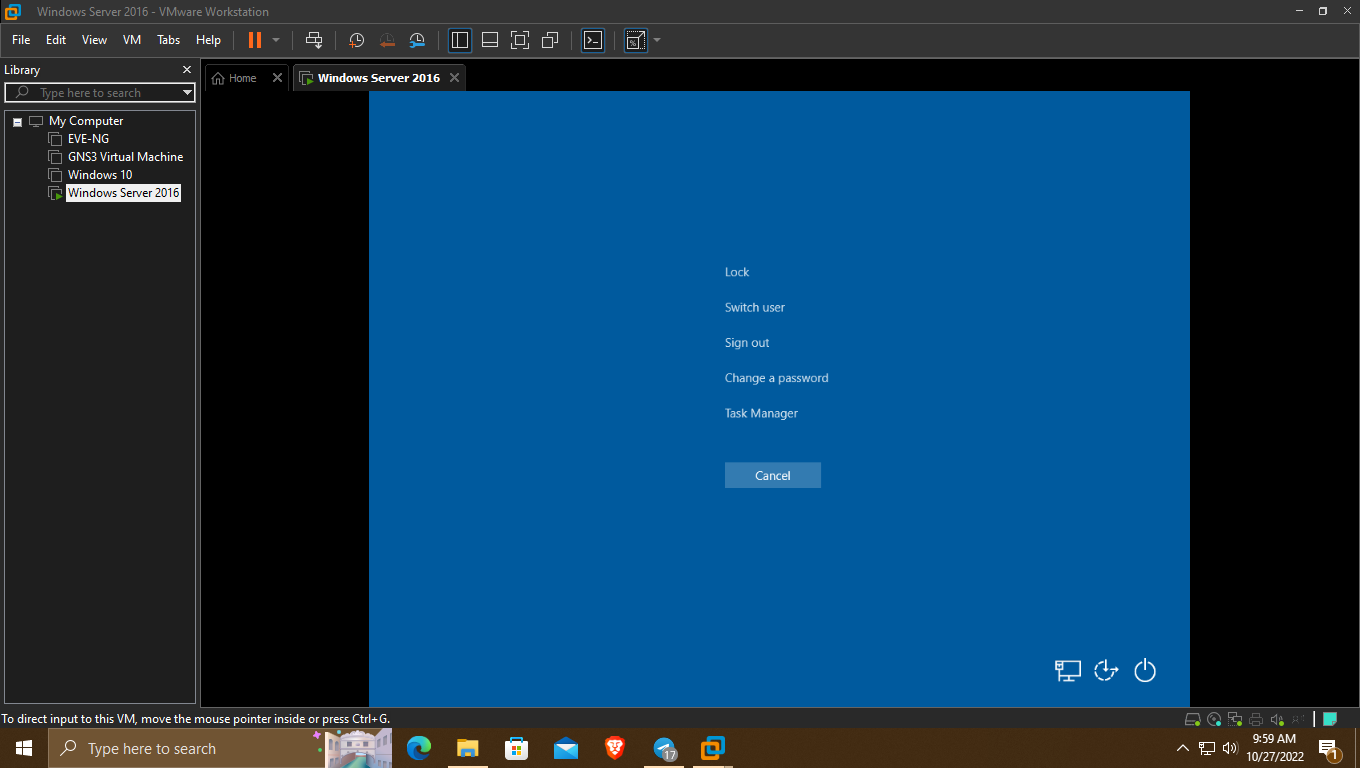 Windows Server 2016 - VMware Workstation
File Edit View VM Tabs Help
Library
Home
Windows Server 2016
Type here to search
My Computer
EVE-NG
GNS3 Virtual Machine
Windows 10
Windows Server 2016
Lock
Switch user
Sign out
Change a password
Task Manager
Cancel
To direct input to this VM, move the mouse pointer inside or press Ctrl+G.
Type here to search
17
9:59 AM
10/27/2022
1